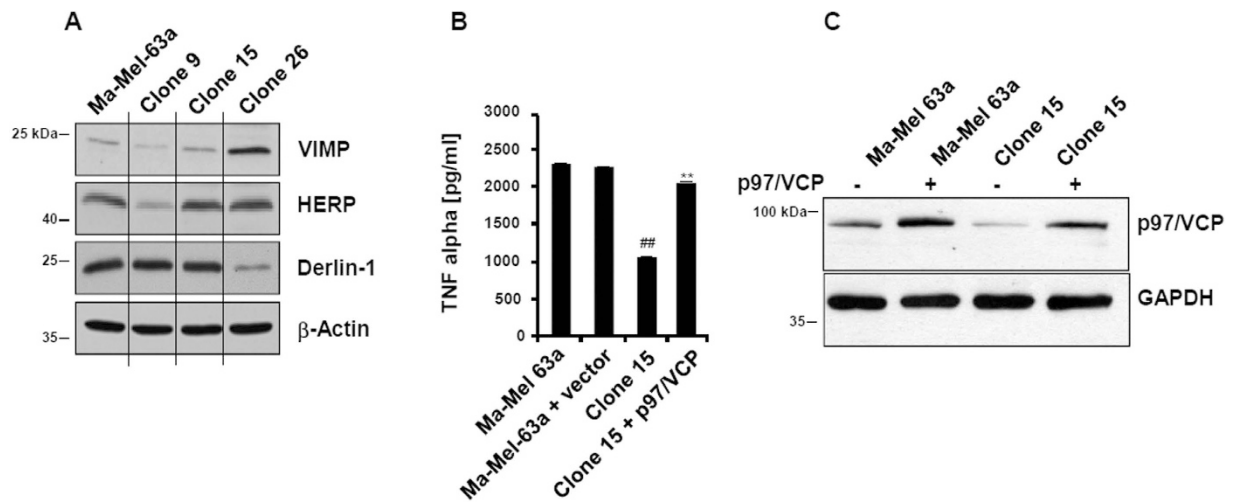 A
Ma-Mel-63a
Clone 9
Clone 15
Clone 26
25 kDa
VIMP
HERP
40
25
Derlin-1
β-Actin
35
B
TNF alpha [pg/ml]
3000
2500
2000
1500
1000
500
0
##
**
Ma-Mel 63a
Ma-Mel-63a + vector
Clone 15
Clone 15 + p97/VCP
C
Ma-Mel 63a
Ma-Mel 63a
Clone 15
Clone 15
p97/VCP - + - +
100 kDa
p97/VCP
GAPDH
35